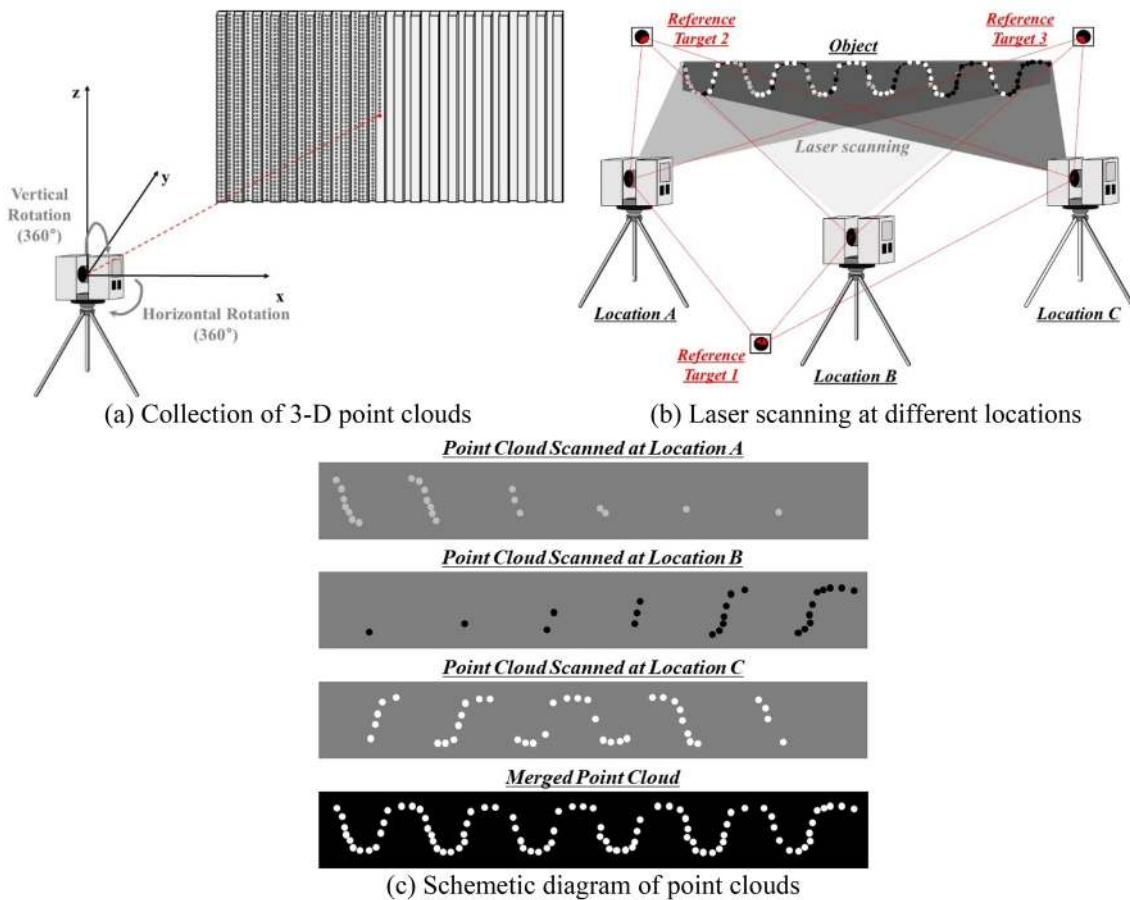 z
y
x
Vertical
Rotation
(360°)
Horizontal Rotation
(360°)
(a) Collection of 3-D point clouds
Reference
Target 2
Reference
Target 3
Object
Laser scanning
Location A
Location C
Reference
Target 1
Location B
(b) Laser scanning at different locations
Point Cloud Scanned at Location A
Point Cloud Scanned at Location B
Point Cloud Scanned at Location C
Merged Point Cloud
(c) Schemetic diagram of point clouds